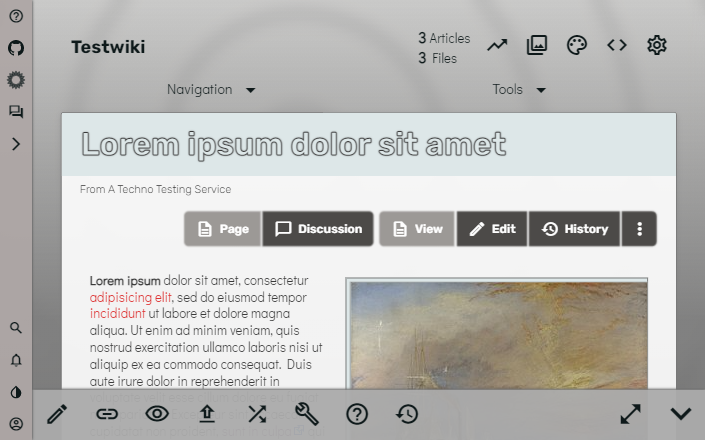 Testwiki
3 Articles
3 Files
Navigation
Tools
Lorem ipsum dolor sit amet
From A Techno Testing Service
Page
Discussion
View
Edit
History
Lorem ipsum dolor sit amet, consectetur
adipisicing elit, sed do eiusmod tempor
incididunt ut labore et dolore magna
aliqua. Ut enim ad minim veniam, quis
nostrud exercitation ullamco laboris nisi ut
aliquip ex ea commodo consequat. Duis
aute irure dolor in reprehenderit in